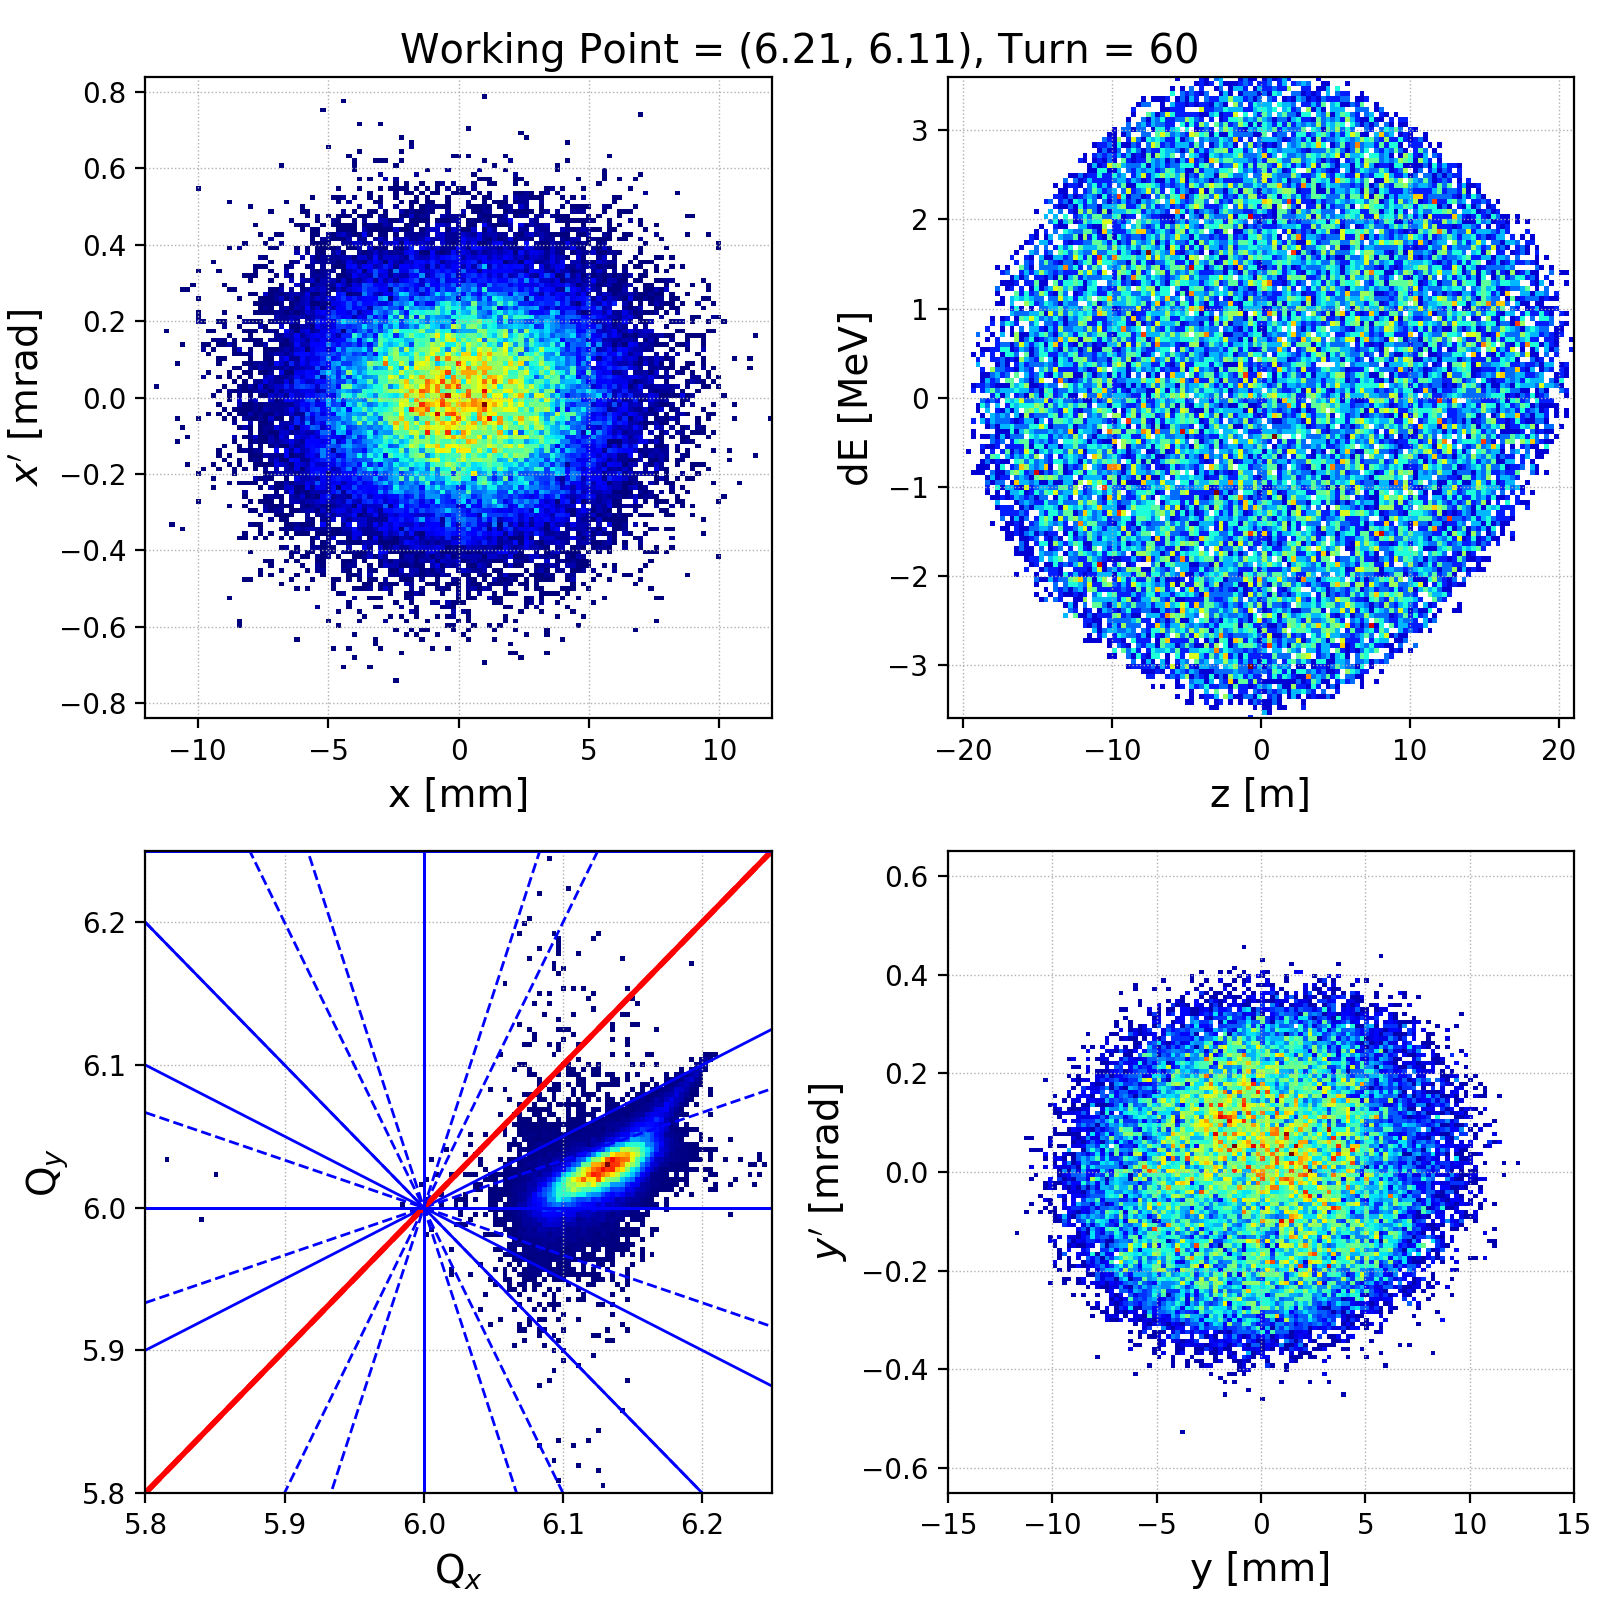 Working Point = (6.21, 6.11), Turn = 60
0.8
0.6
0.4
0.2
0.0
−0.2
−0.4
−0.6
−0.8
x′ [mrad]
−10 −5 0 5 10
x [mm]
3
2
1
0
−1
−2
−3
dE [MeV]
−20 −10 0 10 20
z [m]
6.2
6.1
6.0
5.9
5.8
Qy
5.8 5.9 6.0 6.1 6.2
Qx
0.6
0.4
0.2
0.0
−0.2
−0.4
−0.6
y′ [mrad]
−15 −10 −5 0 5 10 15
y [mm]